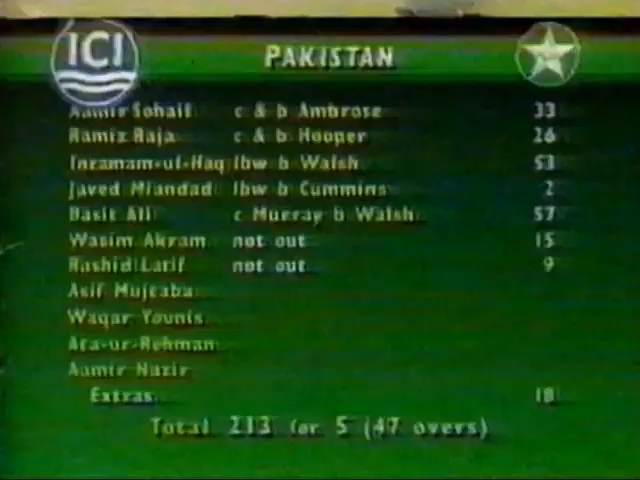 ICI
PAKISTAN
Aamir Sohail c & b Ambrose 33
Ramiz Raja c & b Hooper 26
Inzamam-ul-Haq lbw b Walsh 53
Javed Miandad lbw b Cummins 2
Basit Ali c Murray b Walsh 57
Wasim Akram not out 15
Rashid Latif not out 9
Asif Mujtaba
Waqar Younis
Ata-ur-Rehman
Aamir Nazir
Extras 18
Total 213 for 5 (47 overs)